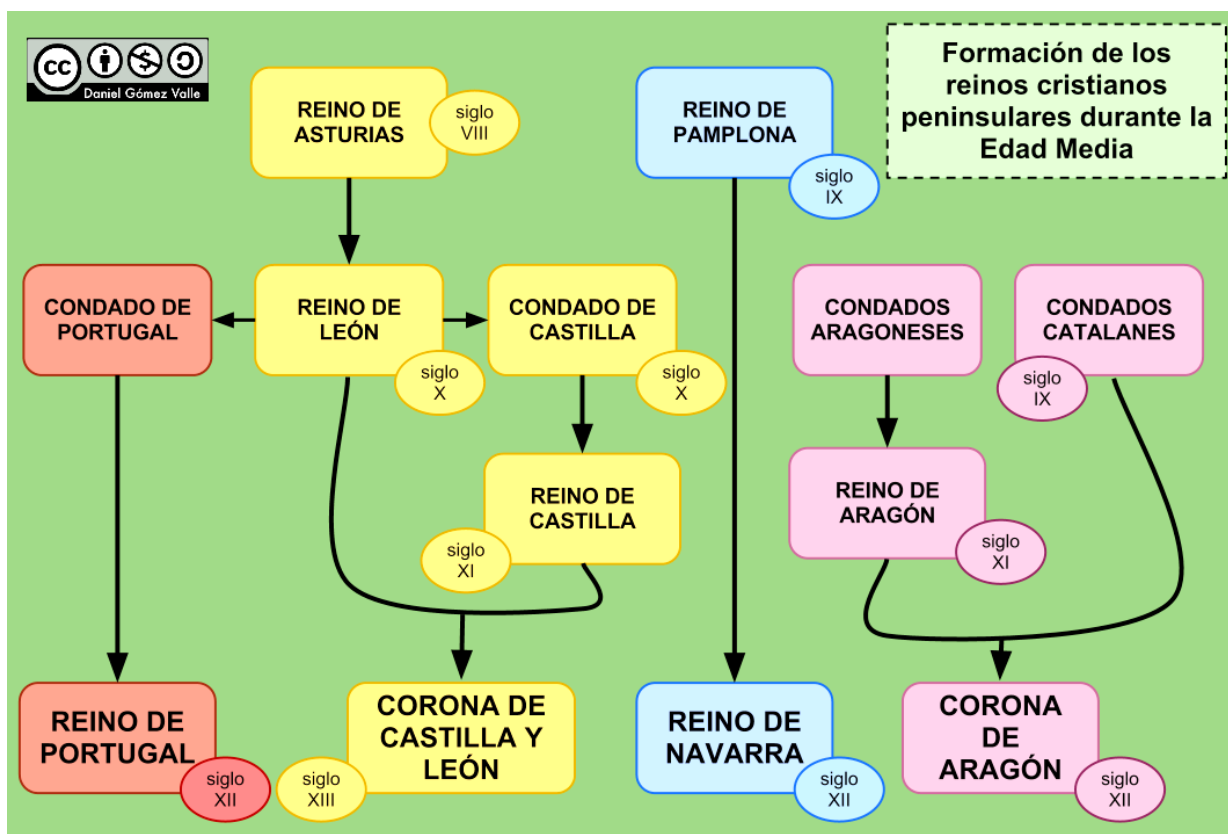 cc
Daniel Gómez Valle
Formación de los
reinos cristianos
peninsulares durante la
Edad Media
REINO DE
ASTURIAS
siglo
VIII
REINO DE
PAMPLONA
siglo
IX
CONDADO DE
PORTUGAL
REINO DE
LEÓN
siglo
X
CONDADO DE
CASTILLA
siglo
X
CONDADOS
ARAGONESES
CONDADOS
CATALANES
siglo
IX
REINO DE
CASTILLA
siglo
XI
REINO DE
ARAGÓN
siglo
XI
REINO DE
PORTUGAL
siglo
XII
CORONA DE
CASTILLA Y
LEÓN
siglo
XIII
REINO DE
NAVARRA
siglo
XII
CORONA
DE
ARAGÓN
siglo
XII